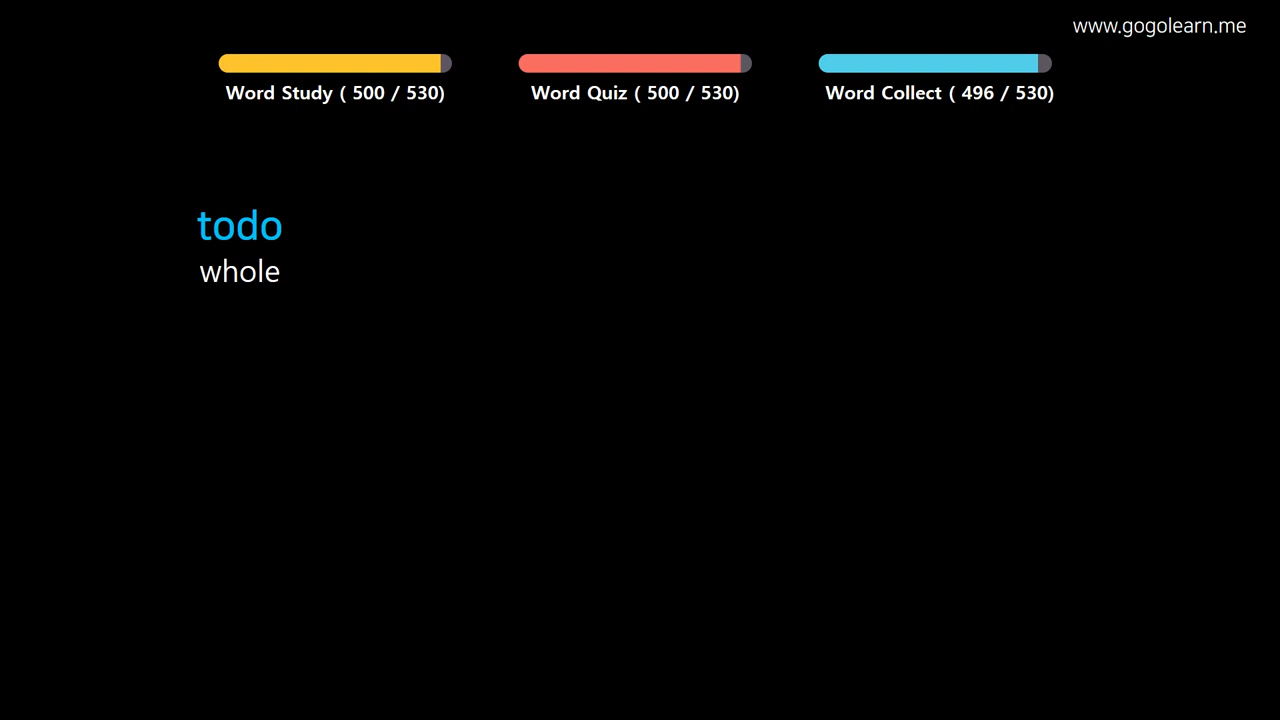 www.gogolearn.me
Word Study ( 500 / 530)
Word Quiz ( 500 / 530)
Word Collect ( 496 / 530)
todo
whole